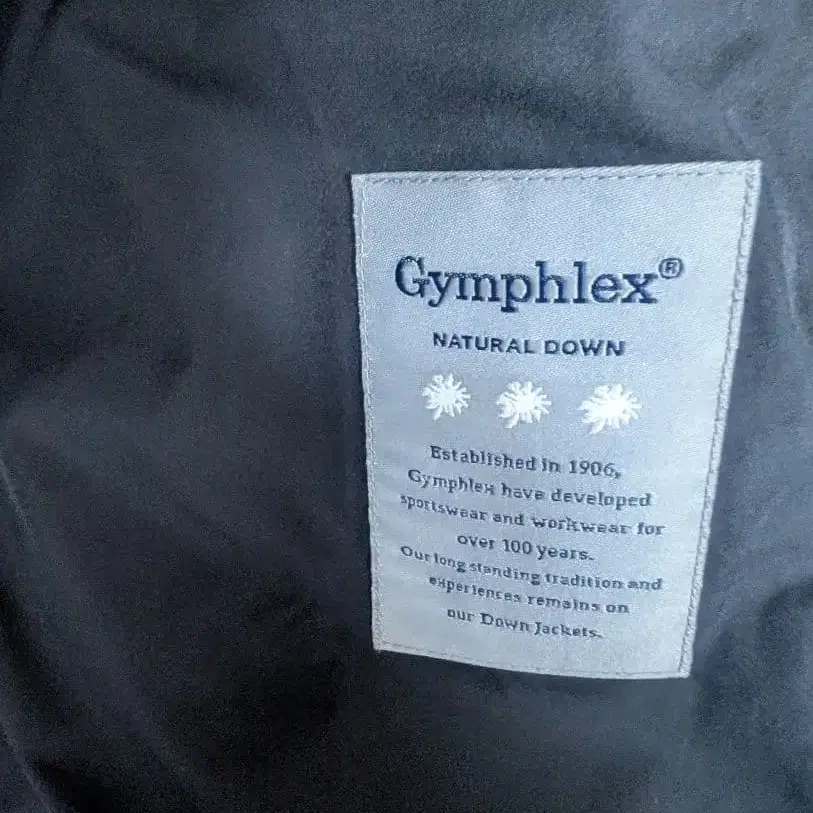 Gymphlex®
NATURAL DOWN
Established in 1906,
Gymphlex have developed
sportswear and workwear for
over 100 years.
Our long standing tradition and
experiences remains on
our Down Jackets.